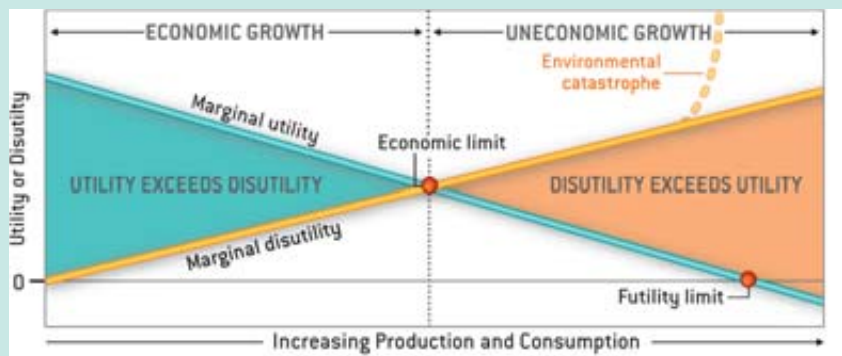 ECONOMIC GROWTH
UNECONOMIC GROWTH
Environmental
catastrophe
Marginal utility
Economic limit
UTILITY EXCEEDS DISUTILITY
DISUTILITY EXCEEDS UTILITY
Marginal disutility
Utility or Disutilty
0
Futility limit
Increasing Production and Consumption